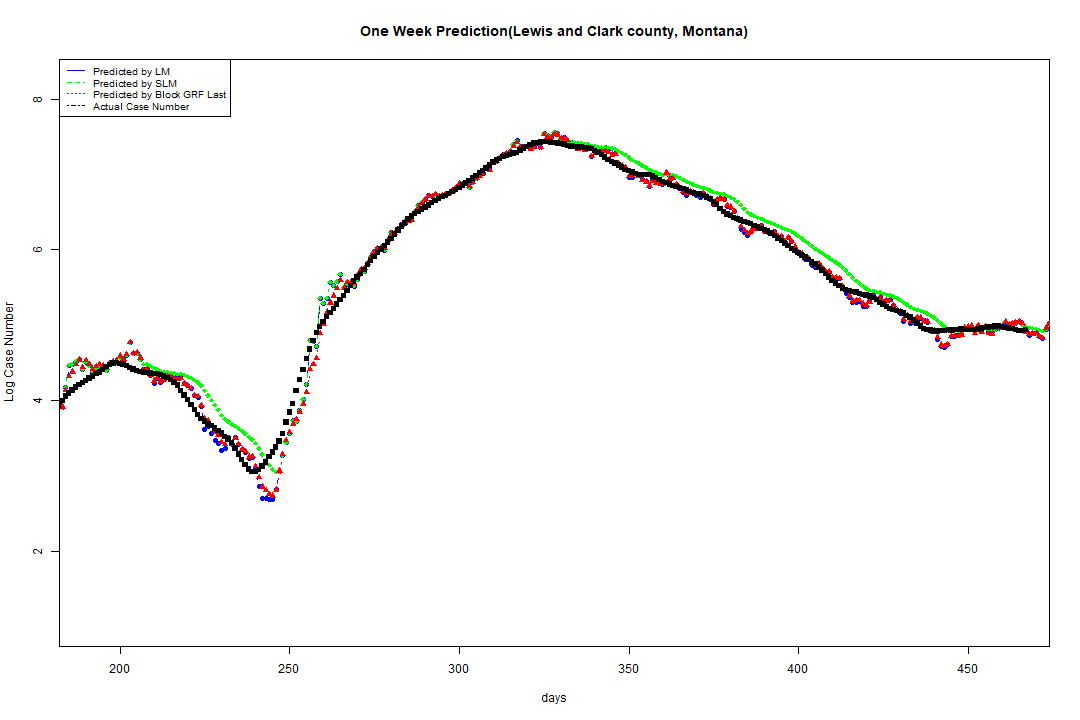 One Week Prediction(Lewis and Clark county, Montana)
Predicted by LM
Predicted by SLM
Predicted by Block GRF Last
Actual Case Number
8
6
4
2
Log Case Number
200 250 300 350 400 450
days